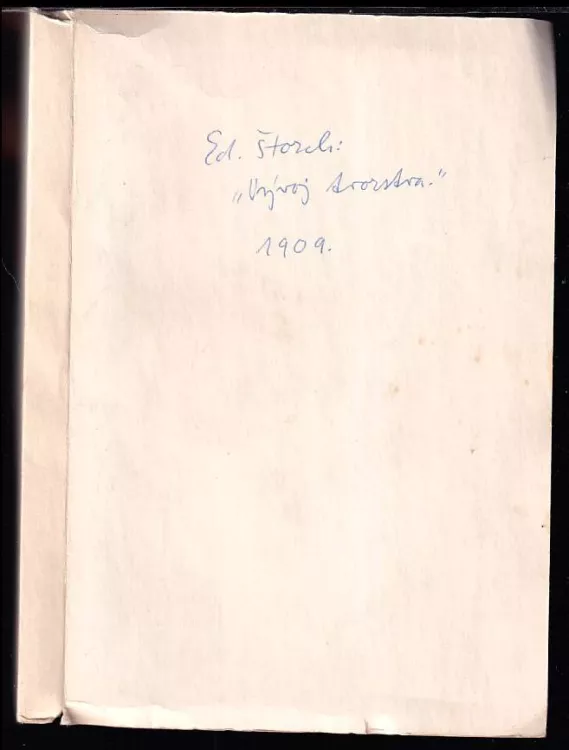 Ed. Štorch:
„Vývoj tvorstva."
1909.